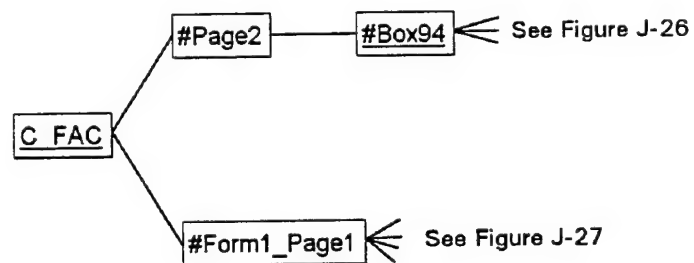 #Page2 #Box94 See Figure J-26
C_FAC
#Form1_Page1 See Figure J-27